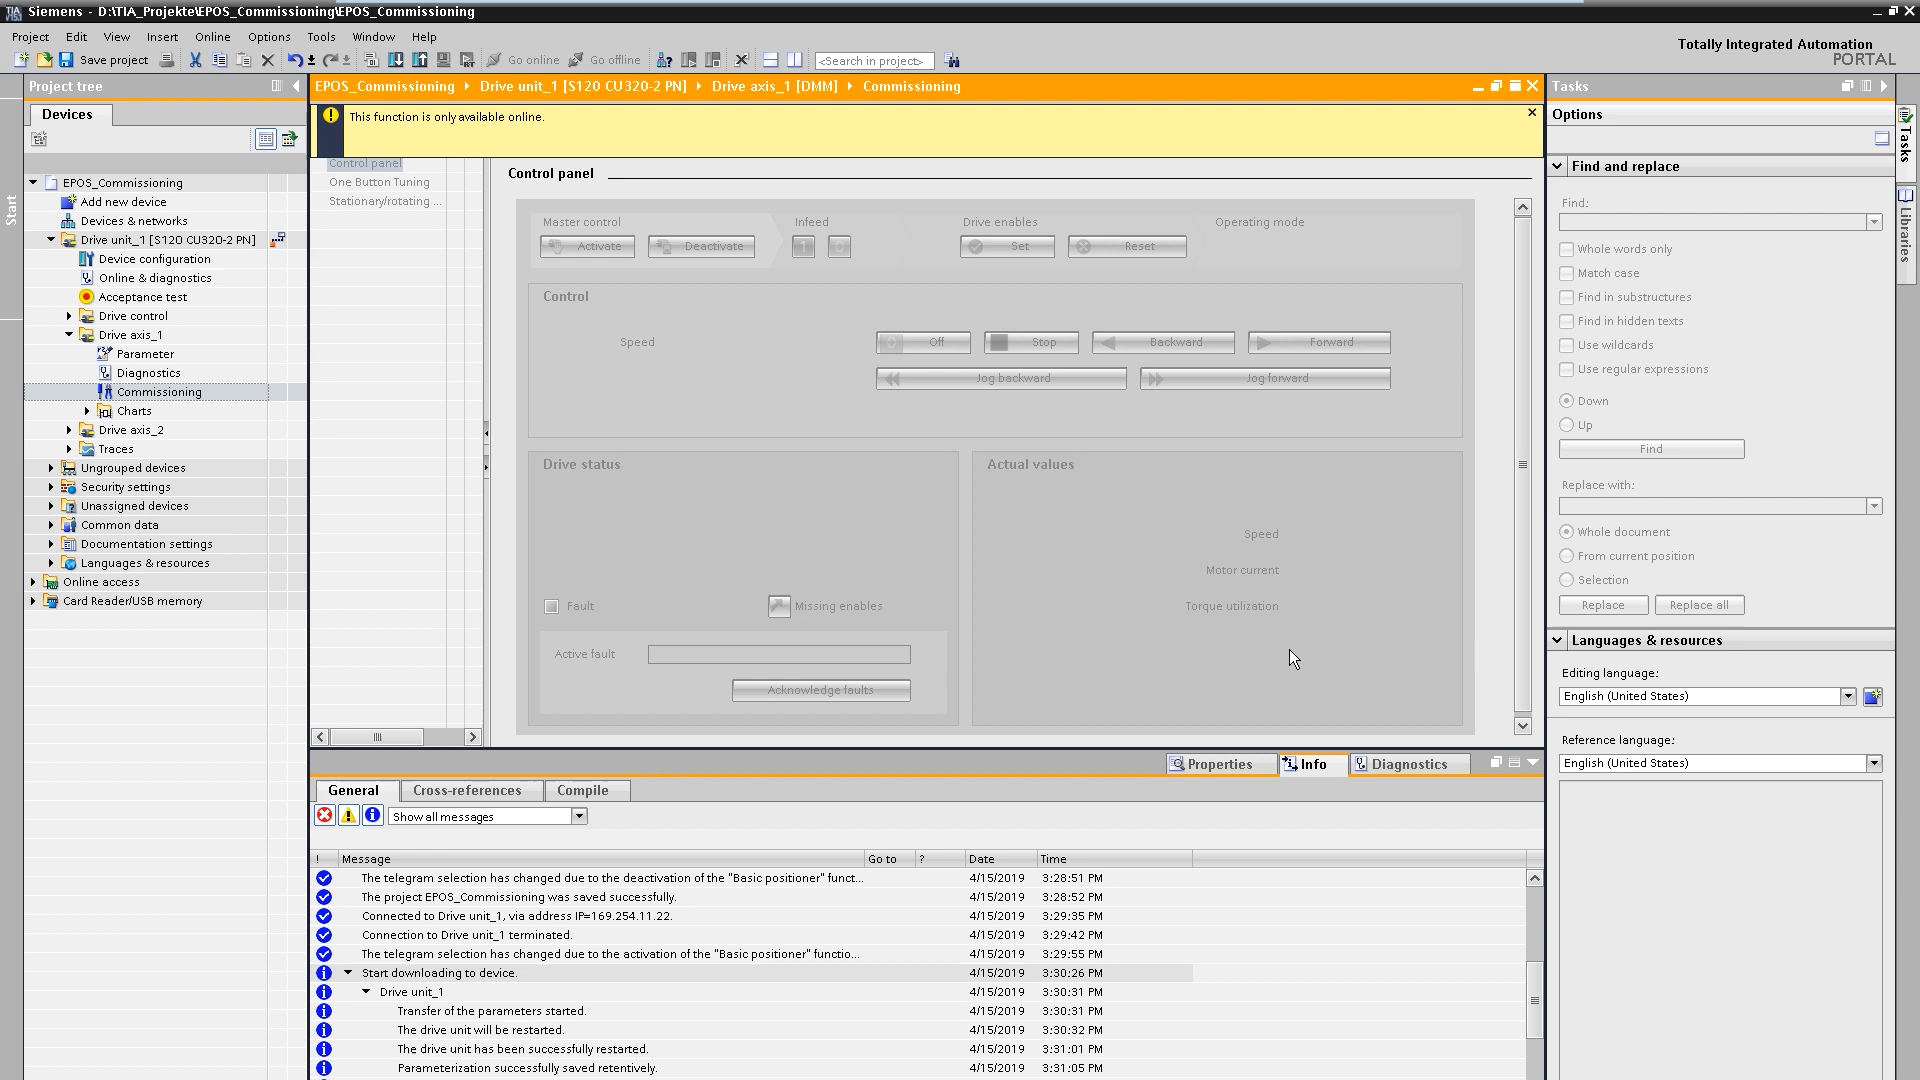 Siemens - D:\TIA_Projekte\EPOS_Commissioning\EPOS_Commissioning
Project Edit View Insert Online Options Tools Window Help
Totally Integrated Automation
PORTAL
Save project
Go online
Go offline
<Search in project>
Project tree
Devices
Start
EPOS_Commissioning
Add new device
Devices & networks
Drive unit_1 [S120 CU320-2 PN]
Device configuration
Online & diagnostics
Acceptance test
Drive control
Drive axis_1
Parameter
Diagnostics
Commissioning
Charts
Drive axis_2
Traces
Ungrouped devices
Security settings
Unassigned devices
Common data
Documentation settings
Languages & resources
Online access
Card Reader/USB memory
EPOS_Commissioning Drive unit_1 [S120 CU320-2 PN] Drive axis_1 [DMM] Commissioning
This function is only available online.
Control panel
One Button Tuning
Stationary/rotating ...
Control panel
Master control
Infeed
Drive enables
Operating mode
Activate
Deactivate
1
0
Set
Reset
Control
Speed
Off
Stop
Backward
Forward
Jog backward
Jog forward
Drive status
Fault
Missing enables
Active fault
Acknowledge faults
Actual values
Speed
Motor current
Torque utilization
Properties
Info
Diagnostics
General
Cross-references
Compile
Show all messages
! Message Go to ? Date Time
The telegram selection has changed due to the deactivation of the "Basic positioner" funct... 4/15/2019 3:28:51 PM
The project EPOS_Commissioning was saved successfully. 4/15/2019 3:28:52 PM
Connected to Drive unit_1, via address IP=169.254.11.22. 4/15/2019 3:29:35 PM
Connection to Drive unit_1 terminated. 4/15/2019 3:29:42 PM
The telegram selection has changed due to the activation of the "Basic positioner" functio... 4/15/2019 3:29:55 PM
Start downloading to device. 4/15/2019 3:30:26 PM
Drive unit_1 4/15/2019 3:30:31 PM
Transfer of the parameters started. 4/15/2019 3:30:31 PM
The drive unit will be restarted. 4/15/2019 3:30:32 PM
The drive unit has been successfully restarted. 4/15/2019 3:31:01 PM
Parameterization successfully saved retentively. 4/15/2019 3:31:05 PM
Tasks
Options
Find and replace
Find:
Whole words only
Match case
Find in substructures
Find in hidden texts
Use wildcards
Use regular expressions
Down
Up
Find
Replace with:
Whole document
From current position
Selection
Replace
Replace all
Languages & resources
Editing language:
English (United States)
Reference language:
English (United States)
Tasks
Libraries